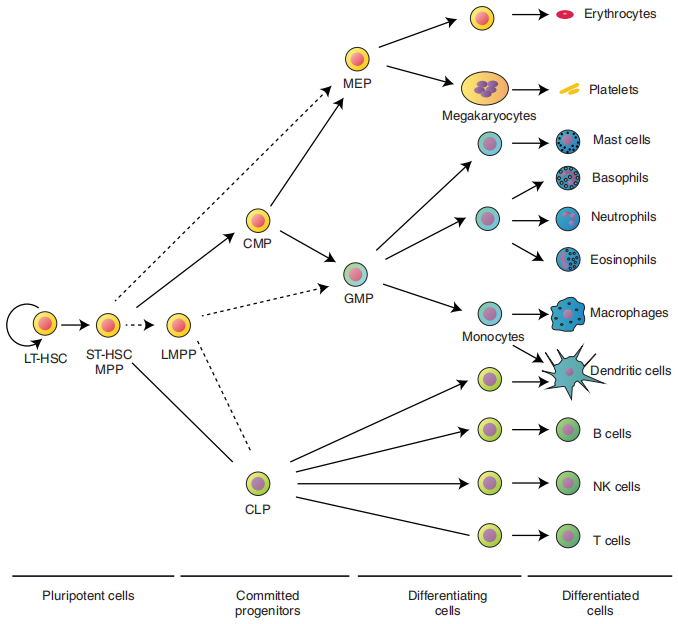 Erythrocytes
MEP
Platelets
Megakaryocytes
Mast cells
Basophils
Neutrophils
CMP
Eosinophils
GMP
Macrophages
Monocytes
LT-HSC
ST-HSC
MPP
LMPP
Dendritic cells
B cells
NK cells
CLP
T cells
Pluripotent cells
Committed
progenitors
Differentiating
cells
Differentiated
cells